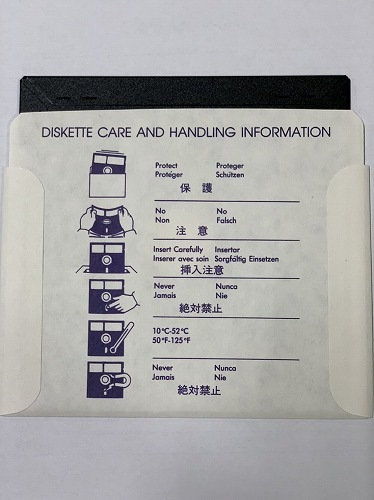 DISKETTE CARE AND HANDLING INFORMATION
Protect Proteger
Protéger Schützen
保護
No No
Non Falsch
注意
Insert Carefully Insertar
Inserer avec soin Sorgfältig Einsetzen
挿入注意
Never Nunca
Jamais Nie
絶対禁止
10°C-52°C
50°F-125°F
Never Nunca
Jamais Nie
絶対禁止